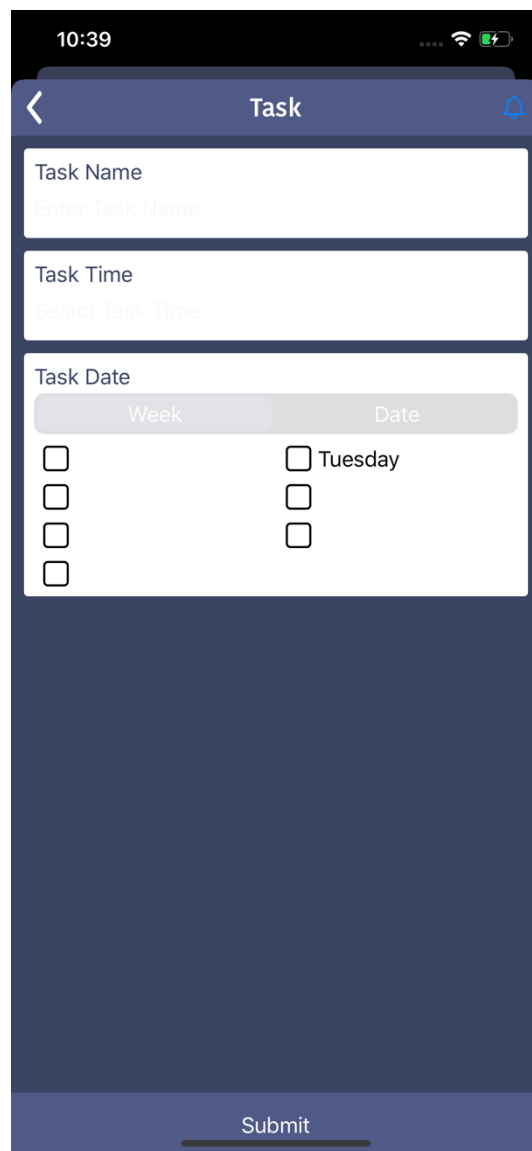 10:39
Task
Task Name
Enter Task Name
Task Time
Select Task Time
Task Date
Week Date
Tuesday
Submit